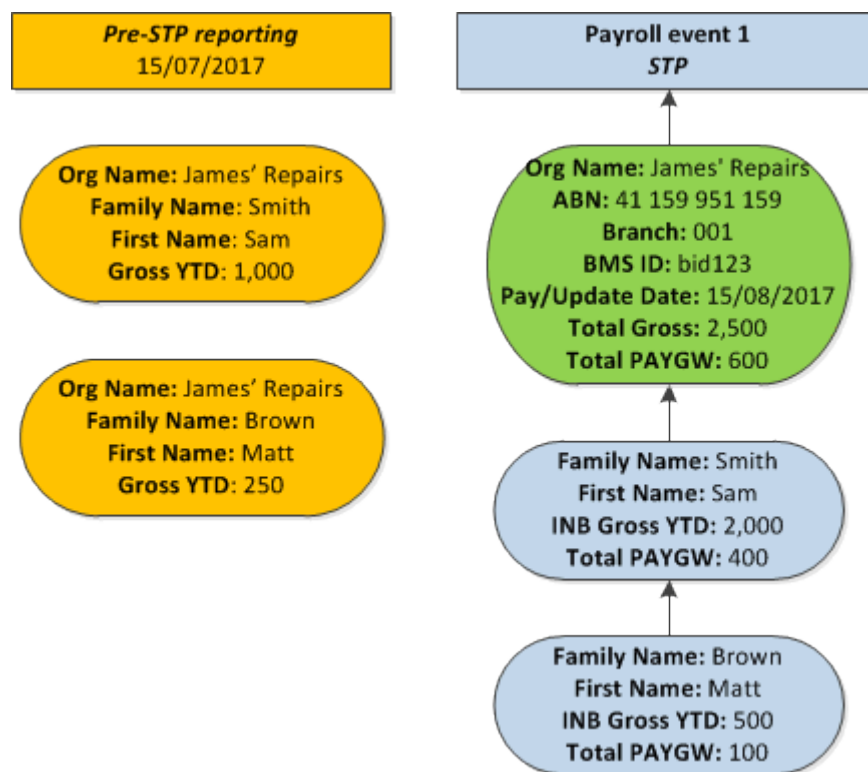 Pre-STP reporting
15/07/2017
Org Name: James’ Repairs
Family Name: Smith
First Name: Sam
Gross YTD: 1,000
Org Name: James’ Repairs
Family Name: Brown
First Name: Matt
Gross YTD: 250
Payroll event 1
STP
Org Name: James' Repairs
ABN: 41 159 951 159
Branch: 001
BMS ID: bid123
Pay/Update Date: 15/08/2017
Total Gross: 2,500
Total PAYGW: 600
Family Name: Smith
First Name: Sam
INB Gross YTD: 2,000
Total PAYGW: 400
Family Name: Brown
First Name: Matt
INB Gross YTD: 500
Total PAYGW: 100